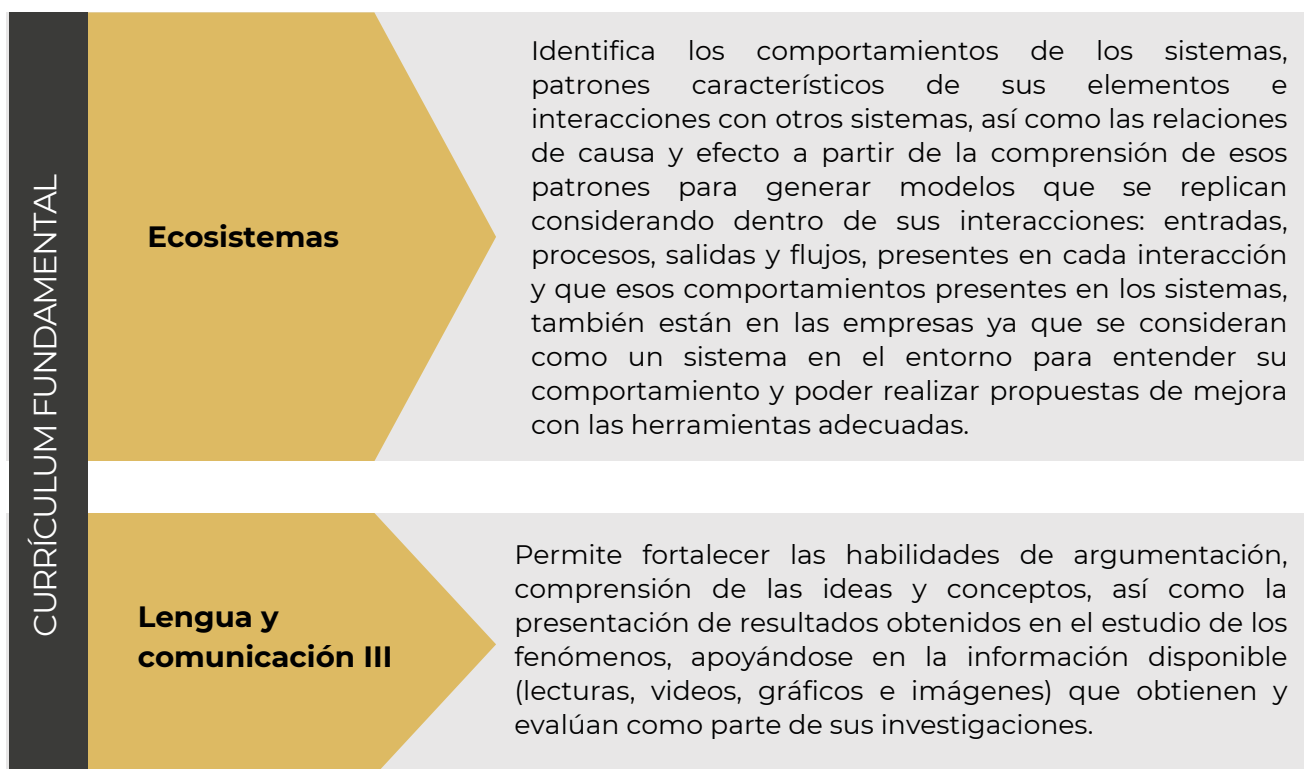 CURRÍCULUM FUNDAMENTAL
Ecosistemas
Identifica los comportamientos de los sistemas,
patrones característicos de sus elementos e
interacciones con otros sistemas, así como las relaciones
de causa y efecto a partir de la comprensión de esos
patrones para generar modelos que se replican
considerando dentro de sus interacciones: entradas,
procesos, salidas y flujos, presentes en cada interacción
y que esos comportamientos presentes en los sistemas,
también están en las empresas ya que se consideran
como un sistema en el entorno para entender su
comportamiento y poder realizar propuestas de mejora
con las herramientas adecuadas.
Lengua y
comunicación III
Permite fortalecer las habilidades de argumentación,
comprensión de las ideas y conceptos, así como la
presentación de resultados obtenidos en el estudio de los
fenómenos, apoyándose en la información disponible
(lecturas, videos, gráficos e imágenes) que obtienen y
evalúan como parte de sus investigaciones.